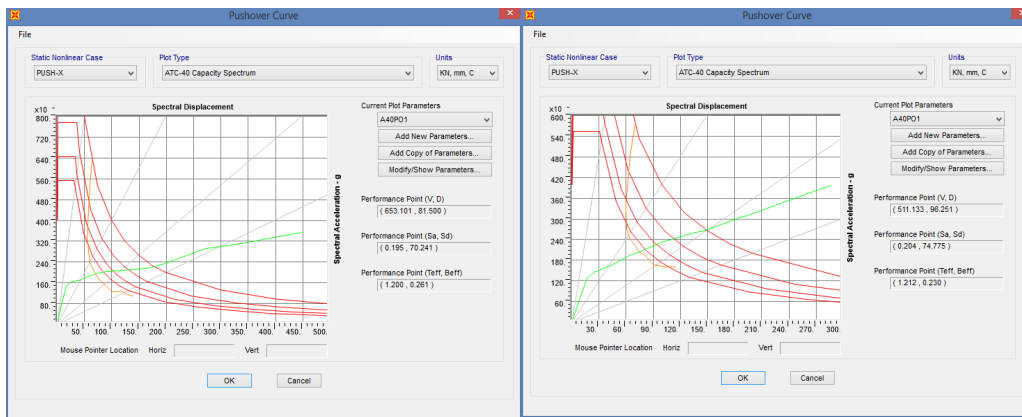 Pushover Curve
File
Static Nonlinear Case
PUSH-X
Plot Type
ATC-40 Capacity Spectrum
Units
KN, mm, C
Spectral Displacement
x10
800.
720.
640.
560.
480.
400.
320.
240.
160.
80.
50. 100. 150. 200. 250. 300. 350. 400. 450. 500.
Spectral Acceleration - g
Current Plot Parameters
A40PO1
Add New Parameters...
Add Copy of Parameters...
Modify/Show Parameters...
Performance Point (V, D)
( 653.101 , 81.500 )
Performance Point (Sa, Sd)
( 0.195 , 70.241 )
Performance Point (Teff, Beff)
( 1.200 , 0.261 )
Mouse Pointer Location Horiz Vert
OK Cancel
Pushover Curve
File
Static Nonlinear Case
PUSH-X
Plot Type
ATC-40 Capacity Spectrum
Units
KN, mm, C
Spectral Displacement
x10
600.
540.
480.
420.
360.
300.
240.
180.
120.
60.
30. 60. 90. 120. 150. 180. 210. 240. 270. 300.
Spectral Acceleration - g
Current Plot Parameters
A40PO1
Add New Parameters...
Add Copy of Parameters...
Modify/Show Parameters...
Performance Point (V, D)
( 511.133 , 96.251 )
Performance Point (Sa, Sd)
( 0.204 , 74.775 )
Performance Point (Teff, Beff)
( 1.212 , 0.230 )
Mouse Pointer Location Horiz Vert
OK Cancel